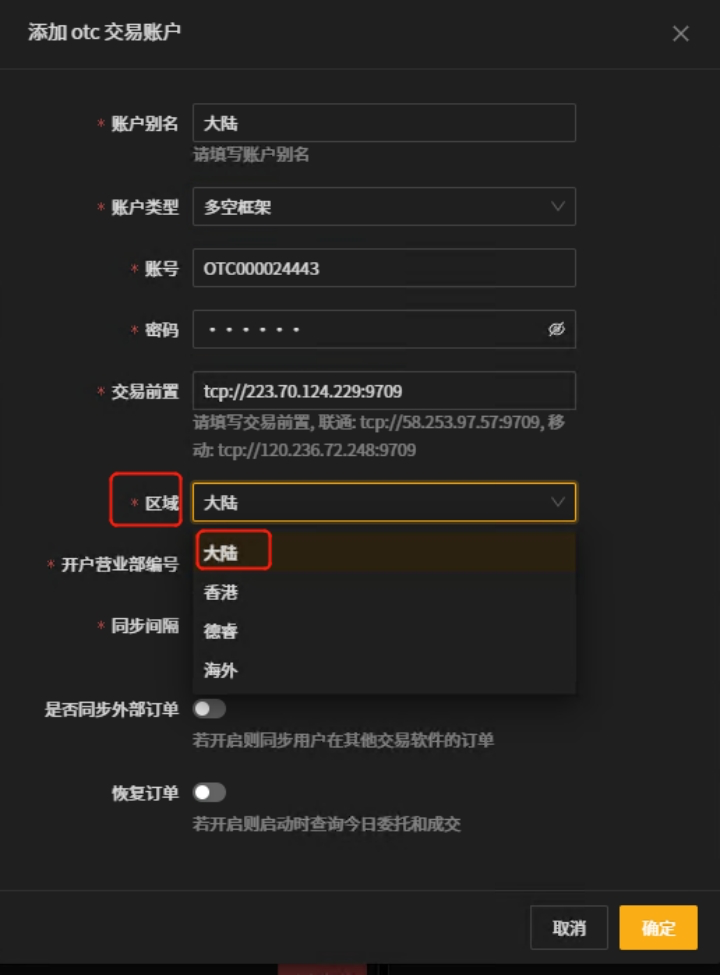 添加 otc 交易账户
* 账户别名 大陆
请填写账户别名
* 账户类型 多空框架
* 账号 OTC000024443
* 密码 ······
* 交易前置 tcp://223.70.124.229:9709
请填写交易前置, 联通: tcp://58.253.97.57:9709, 移
动: tcp://120.236.72.248:9709
* 区域 大陆
大陆
* 开户营业部编号
香港
* 同步间隔
德睿
海外
是否同步外部订单
若开启则同步用户在其他交易软件的订单
恢复订单
若开启则启动时查询今日委托和成交
取消 确定